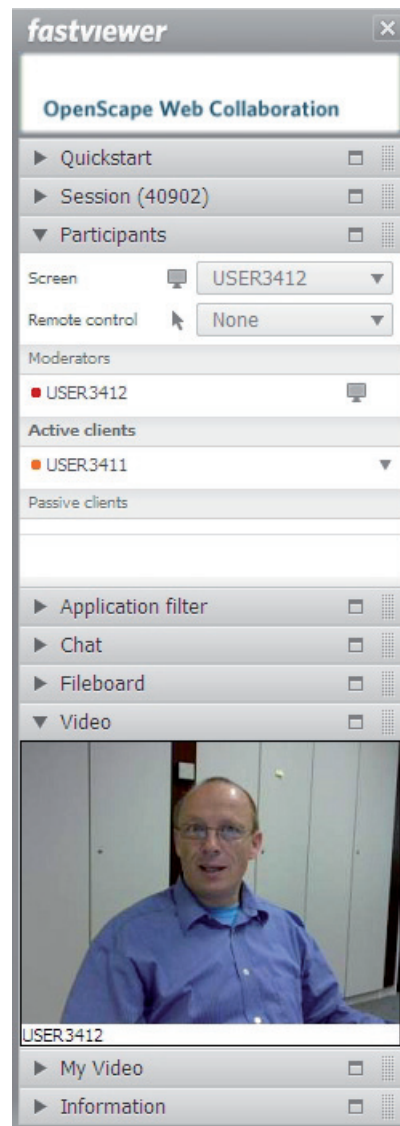 fastviewer
OpenScape Web Collaboration
Quickstart
Session (40902)
Participants
Screen USER3412
Remote control None
Moderators
USER3412
Active clients
USER3411
Passive clients
Application filter
Chat
Fileboard
Video
USER3412
My Video
Information